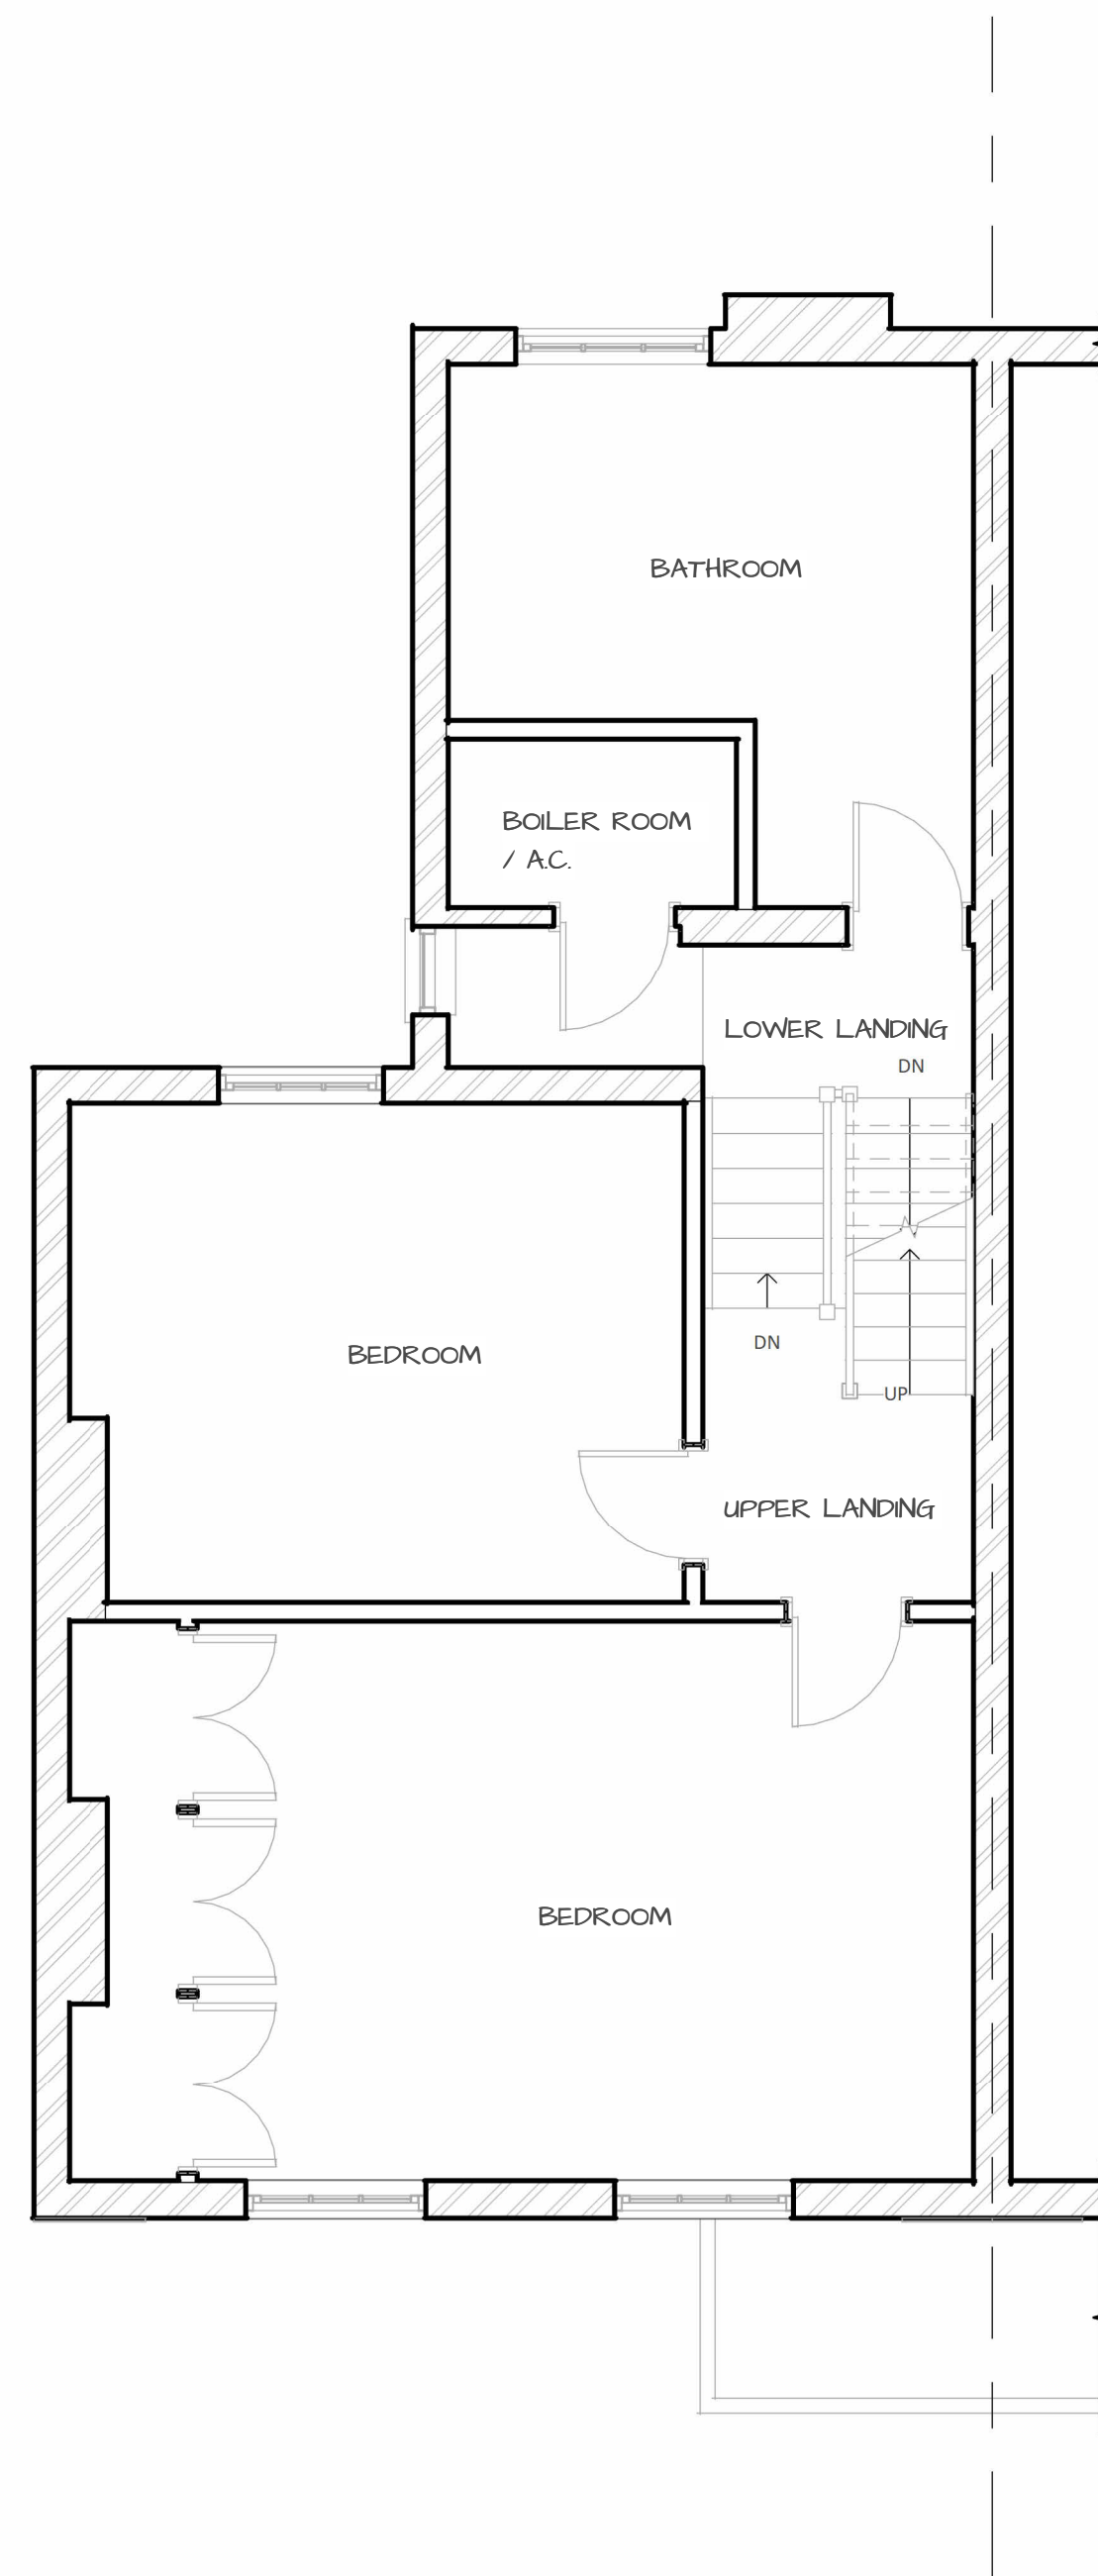 BATHROOM
BOILER ROOM
/ A.C.
LOWER LANDING
DN
DN
BEDROOM
UP
UPPER LANDING
BEDROOM